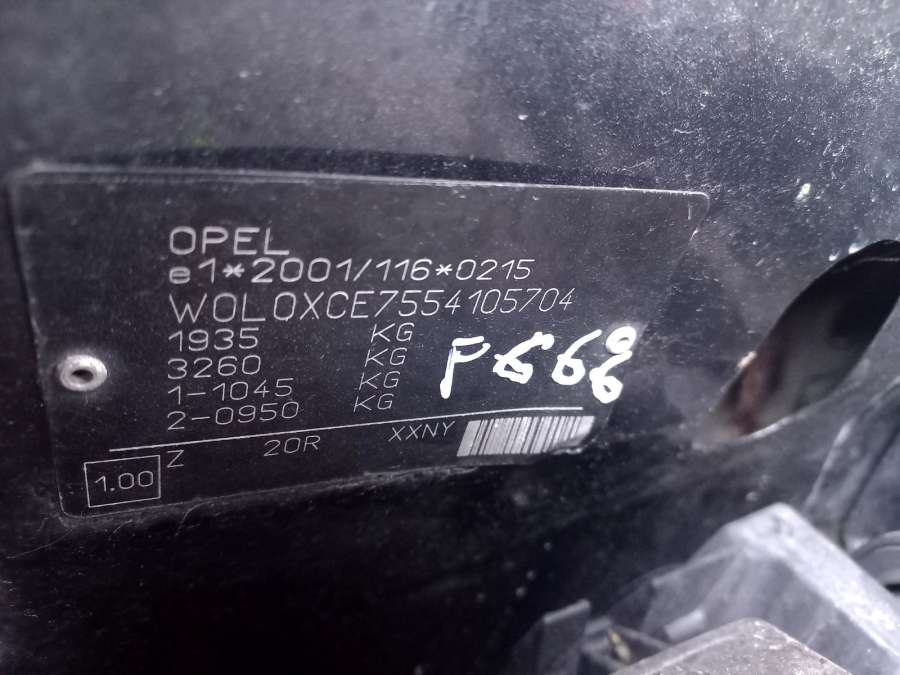 OPEL
e1*2001/116*0215
W0L0XCE7554105704
1935 KG
3260 KG
1-1045 KG
2-0950 KG
Z 20R XXNY
1.00